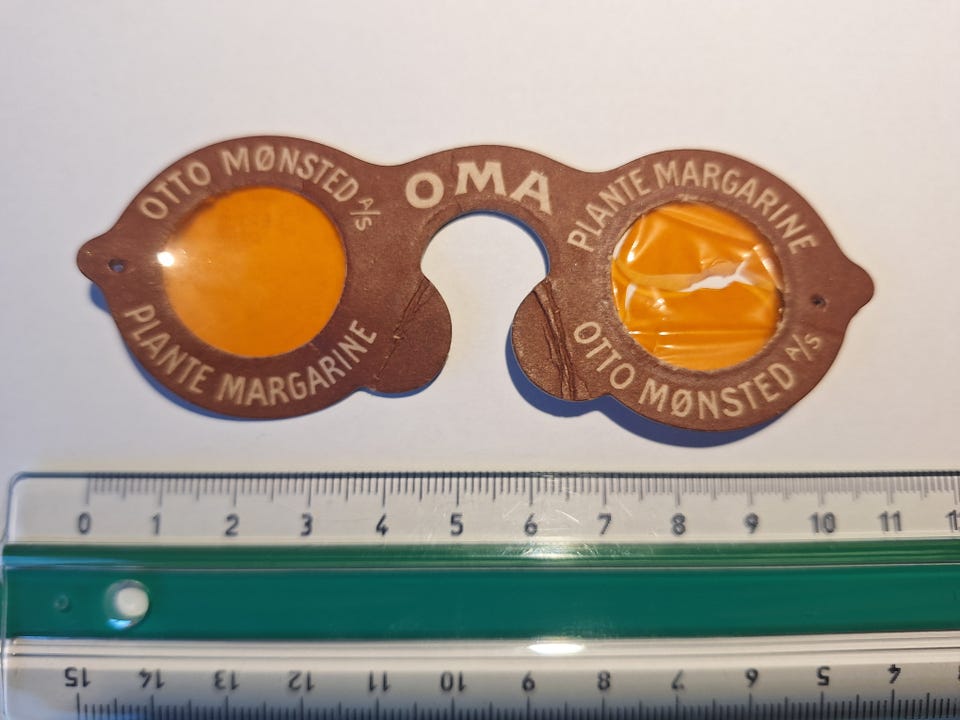 OTTO MØNSTED A/S
PLANTE MARGARINE
OMA
PLANTE MARGARINE
OTTO MØNSTED A/S
0 1 2 3 4 5 6 7 8 9 10 11
15 14 13 12 11 10 9 8 7 6 5 4